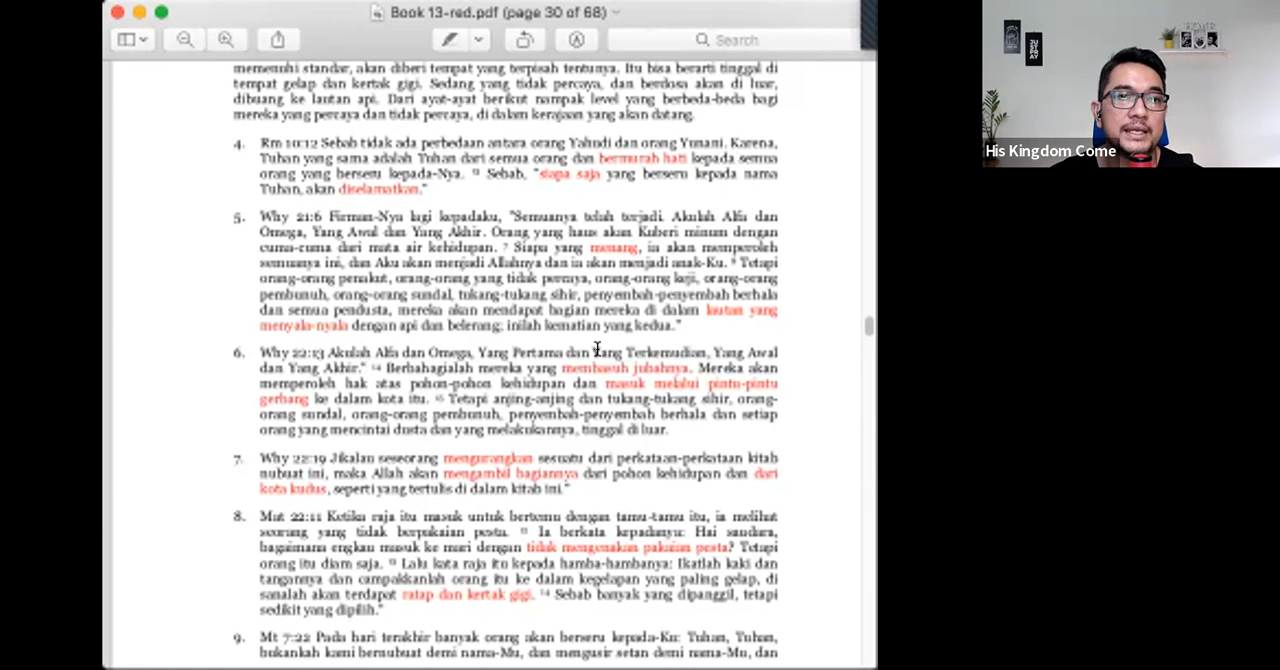 Book 13-red.pdf (page 30 of 68)
Search
memenuhi standar, akan diberi tempat yang terpisah tentunya. Itu bisa berarti tinggal di
tempat gelap dan kertak gigi. Sedang yang tidak percaya, dan berdosa akan di luar,
dibuang ke lautan api. Dari ayat-ayat berikut nampak level yang berbeda-beda bagi
mereka yang percaya dan tidak percaya, di dalam kerajaan yang akan datang.
4. Rm 10:12 Sebab tidak ada perbedaan antara orang Yahudi dan orang Yunani. Karena,
Tuhan yang sama adalah Tuhan dari semua orang dan bermurah hati kepada semua
orang yang berseru kepada-Nya. 13 Sebab, "siapa saja yang berseru kepada nama
Tuhan, akan diselamatkan."
5. Why 21:6 Firman-Nya lagi kepadaku, "Semuanya telah terjadi. Akulah Alfa dan
Omega, Yang Awal dan Yang Akhir. Orang yang haus akan Kuberi minum dengan
cuma-cuma dari mata air kehidupan. 7 Siapa yang menang, ia akan memperoleh
semuanya ini, dan Aku akan menjadi Allahnya dan ia akan menjadi anak-Ku. 8 Tetapi
orang-orang penakut, orang-orang yang tidak percaya, orang-orang keji, orang-orang
pembunuh, orang-orang sundal, tukang-tukang sihir, penyembah-penyembah berhala
dan semua pendusta, mereka akan mendapat bagian mereka di dalam lautan yang
menyala-nyala dengan api dan belerang; inilah kematian yang kedua."
6. Why 22:13 Akulah Alfa dan Omega, Yang Pertama dan Yang Terkemudian, Yang Awal
dan Yang Akhir." 14 Berbahagialah mereka yang membasuh jubahnya. Mereka akan
memperoleh hak atas pohon-pohon kehidupan dan masuk melalui pintu-pintu
gerbang ke dalam kota itu. 15 Tetapi anjing-anjing dan tukang-tukang sihir, orang-
orang sundal, orang-orang pembunuh, penyembah-penyembah berhala dan setiap
orang yang mencintai dusta dan yang melakukannya, tinggal di luar.
7. Why 22:19 Jikalau seseorang mengurangkan sesuatu dari perkataan-perkataan kitab
nubuat ini, maka Allah akan mengambil bagiannya dari pohon kehidupan dan dari
kota kudus, seperti yang tertulis di dalam kitab ini."
8. Mat 22:11 Ketika raja itu masuk untuk bertemu dengan tamu-tamu itu, ia melihat
seorang yang tidak berpakaian pesta. 12 Ia berkata kepadanya: Hai saudara,
bagaimana engkau masuk ke mari dengan tidak mengenakan pakaian pesta? Tetapi
orang itu diam saja. 13 Lalu kata raja itu kepada hamba-hambanya: Ikatlah kaki dan
tangannya dan campakkanlah orang itu ke dalam kegelapan yang paling gelap, di
sanalah akan terdapat ratap dan kertak gigi. 14 Sebab banyak yang dipanggil, tetapi
sedikit yang dipilih."
9. Mt 7:22 Pada hari terakhir banyak orang akan berseru kepada-Ku: Tuhan, Tuhan,
bukankah kami bernubuat demi nama-Mu, dan mengusir setan demi nama-Mu, dan
His Kingdom Come